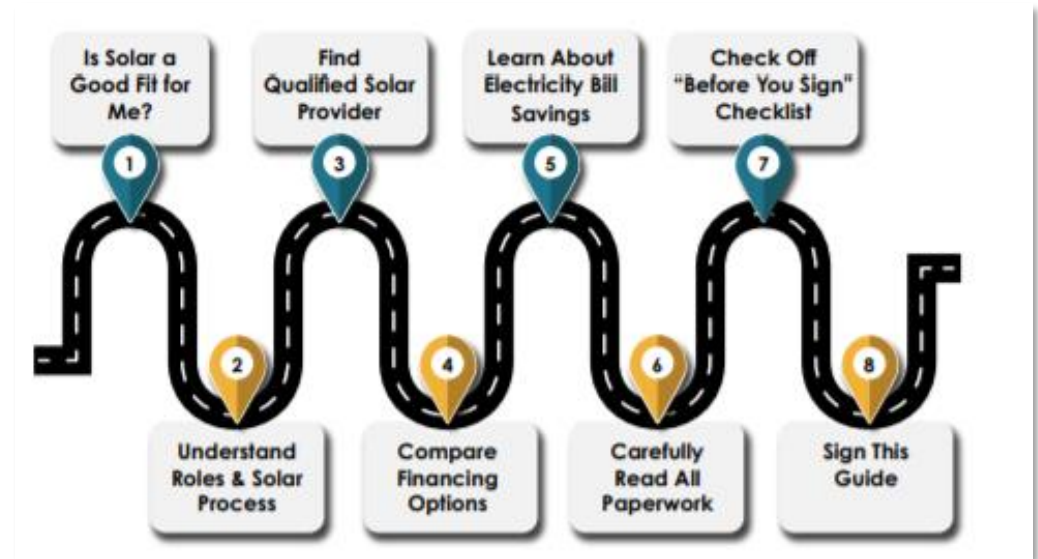 Is Solar a
Good Fit for
Me?
1
Understand
Roles & Solar
Process
2
Find
Qualified Solar
Provider
3
Compare
Financing
Options
4
Learn About
Electricity Bill
Savings
5
Carefully
Read All
Paperwork
6
Check Off
“Before You Sign”
Checklist
7
Sign This
Guide
8